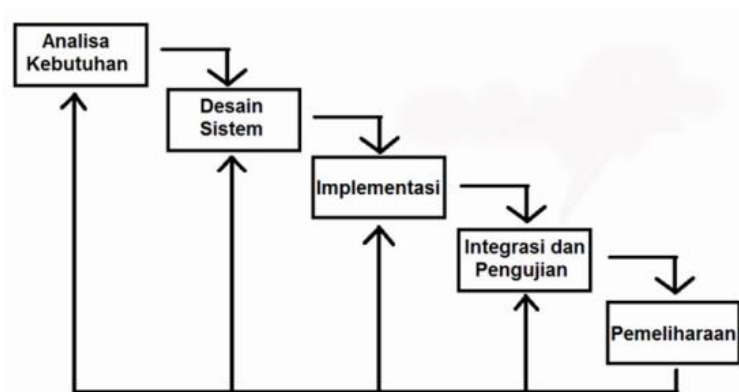 Analisa
Kebutuhan
Desain
Sistem
Implementasi
Integrasi dan
Pengujian
Pemeliharaan